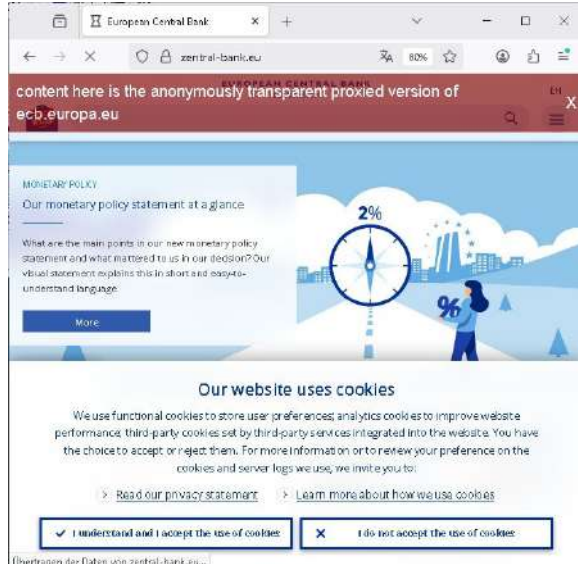 European Central Bank
zentral-bank.eu
80%
EUROPEAN CENTRAL BANK
content here is the anonymously transparent proxied version of
ecb.europa.eu
EN
X
MONETARY POLICY
Our monetary policy statement at a glance
What are the main points in our new monetary policy
statement and what mattered to us in our decision? Our
visual statement explains this in short and easy-to-
understand language.
More
2%
%
Our website uses cookies
We use functional cookies to store user preferences; analytics cookies to improve website
performance; third-party cookies set by third-party services integrated into the website. You have
the choice to accept or reject them. For more information or to review your preference on the
cookies and server logs we use, we invite you to:
Read our privacy statement
Learn more about how we use cookies
I understand and I accept the use of cookies
I do not accept the use of cookies
Übertragen der Daten von zentral-bank.eu...